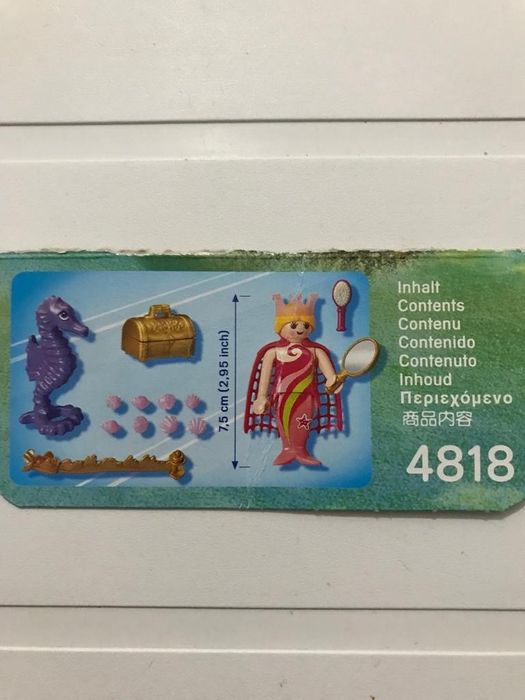 7,5 cm (2,95 inch)
Inhalt
Contents
Contenu
Contenido
Contenuto
Inhoud
Περιεχόμενο
商品内容
4818